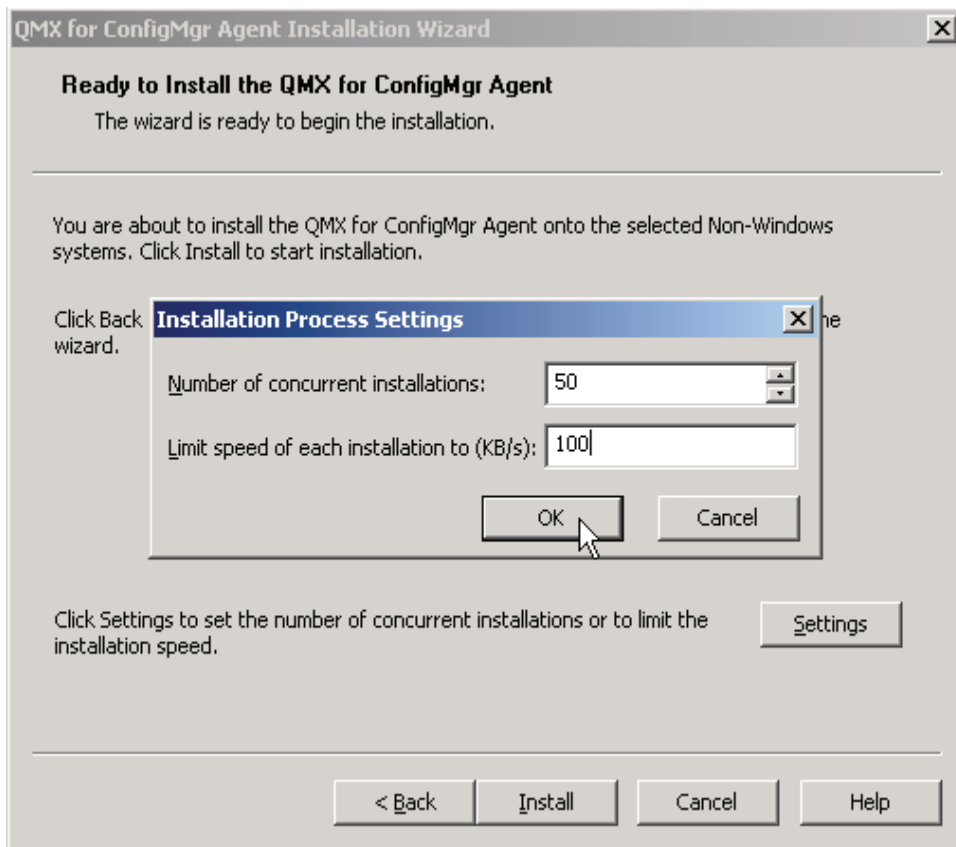 QMX for ConfigMgr Agent Installation Wizard
Ready to Install the QMX for ConfigMgr Agent
The wizard is ready to begin the installation.
You are about to install the QMX for ConfigMgr Agent onto the selected Non-Windows
systems. Click Install to start installation.
Click Back
he
wizard.
Installation Process Settings
Number of concurrent installations:
50
Limit speed of each installation to (KB/s):
100
OK
Cancel
Click Settings to set the number of concurrent installations or to limit the
installation speed.
Settings
< Back
Install
Cancel
Help